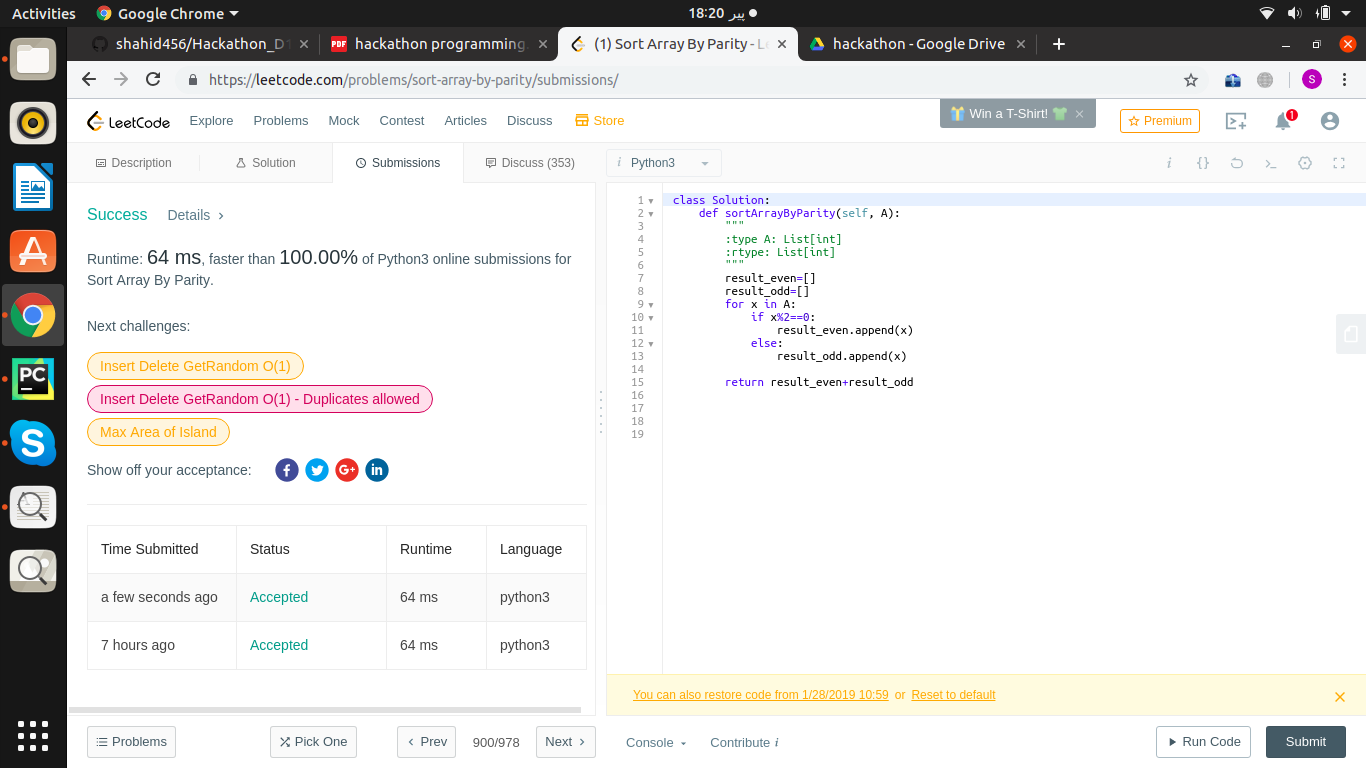 Activities
Google Chrome
18:20 پیر
shahid456/Hackathon_D1
hackathon programming.
(1) Sort Array By Parity - Le
hackathon - Google Drive
https://leetcode.com/problems/sort-array-by-parity/submissions/
S
LeetCode
Explore
Problems
Mock
Contest
Articles
Discuss
Store
Win a T-Shirt!
Premium
1
Description
Solution
Submissions
Discuss (353)
i Python3
Success
Details
Runtime: 64 ms, faster than 100.00% of Python3 online submissions for
Sort Array By Parity.
Next challenges:
Insert Delete GetRandom O(1)
Insert Delete GetRandom O(1) - Duplicates allowed
Max Area of Island
Show off your acceptance:
Time Submitted Status Runtime Language
a few seconds ago Accepted 64 ms python3
7 hours ago Accepted 64 ms python3
1 class Solution:
2 def sortArrayByParity(self, A):
3 """
4 :type A: List[int]
5 :rtype: List[int]
6 """
7 result_even=[]
8 result_odd=[]
9 for x in A:
10 if x%2==0:
11 result_even.append(x)
12 else:
13 result_odd.append(x)
14
15 return result_even+result_odd
16
17
18
19
You can also restore code from 1/28/2019 10:59 or Reset to default
Problems
Pick One
Prev
900/978
Next
Console
Contribute i
Run Code
Submit